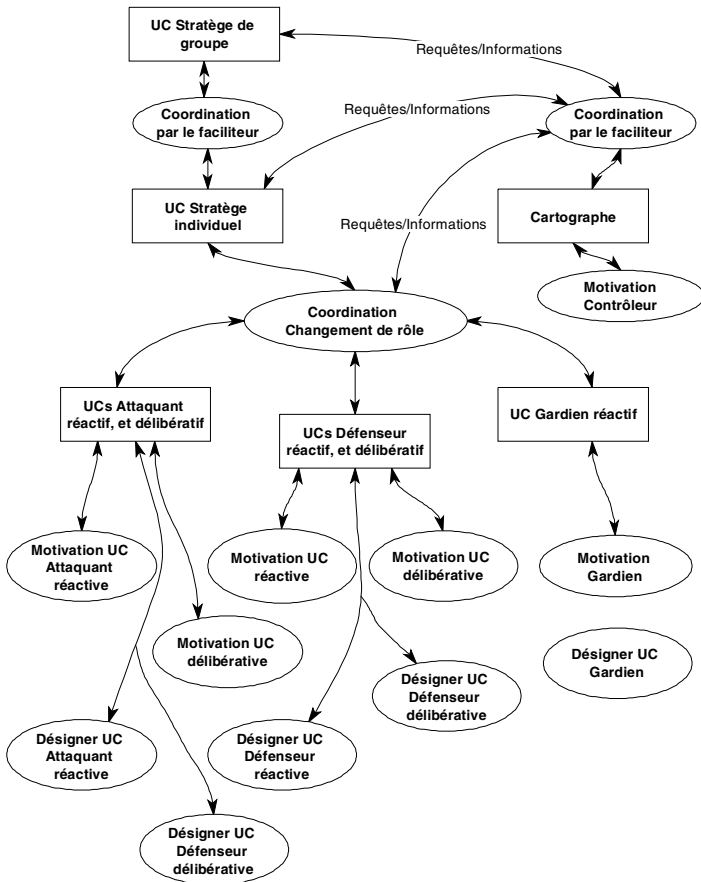 UC Stratège de
groupe
Requêtes/Informations
Coordination
par le faciliteur
Requêtes/Informations
Coordination
par le faciliteur
UC Stratège
individuel
Requêtes/Informations
Cartographe
Motivation
Contrôleur
Coordination
Changement de rôle
UCs Attaquant
réactif, et délibératif
UCs Défenseur
réactif, et délibératif
UC Gardien réactif
Motivation UC
Attaquant
réactive
Motivation UC
réactive
Motivation UC
délibérative
Motivation
Gardien
Motivation UC
délibérative
Désigner UC
Défenseur
délibérative
Désigner UC
Gardien
Désigner UC
Attaquant
réactive
Désigner UC
Défenseur
réactive
Désigner UC
Défenseur
délibérative